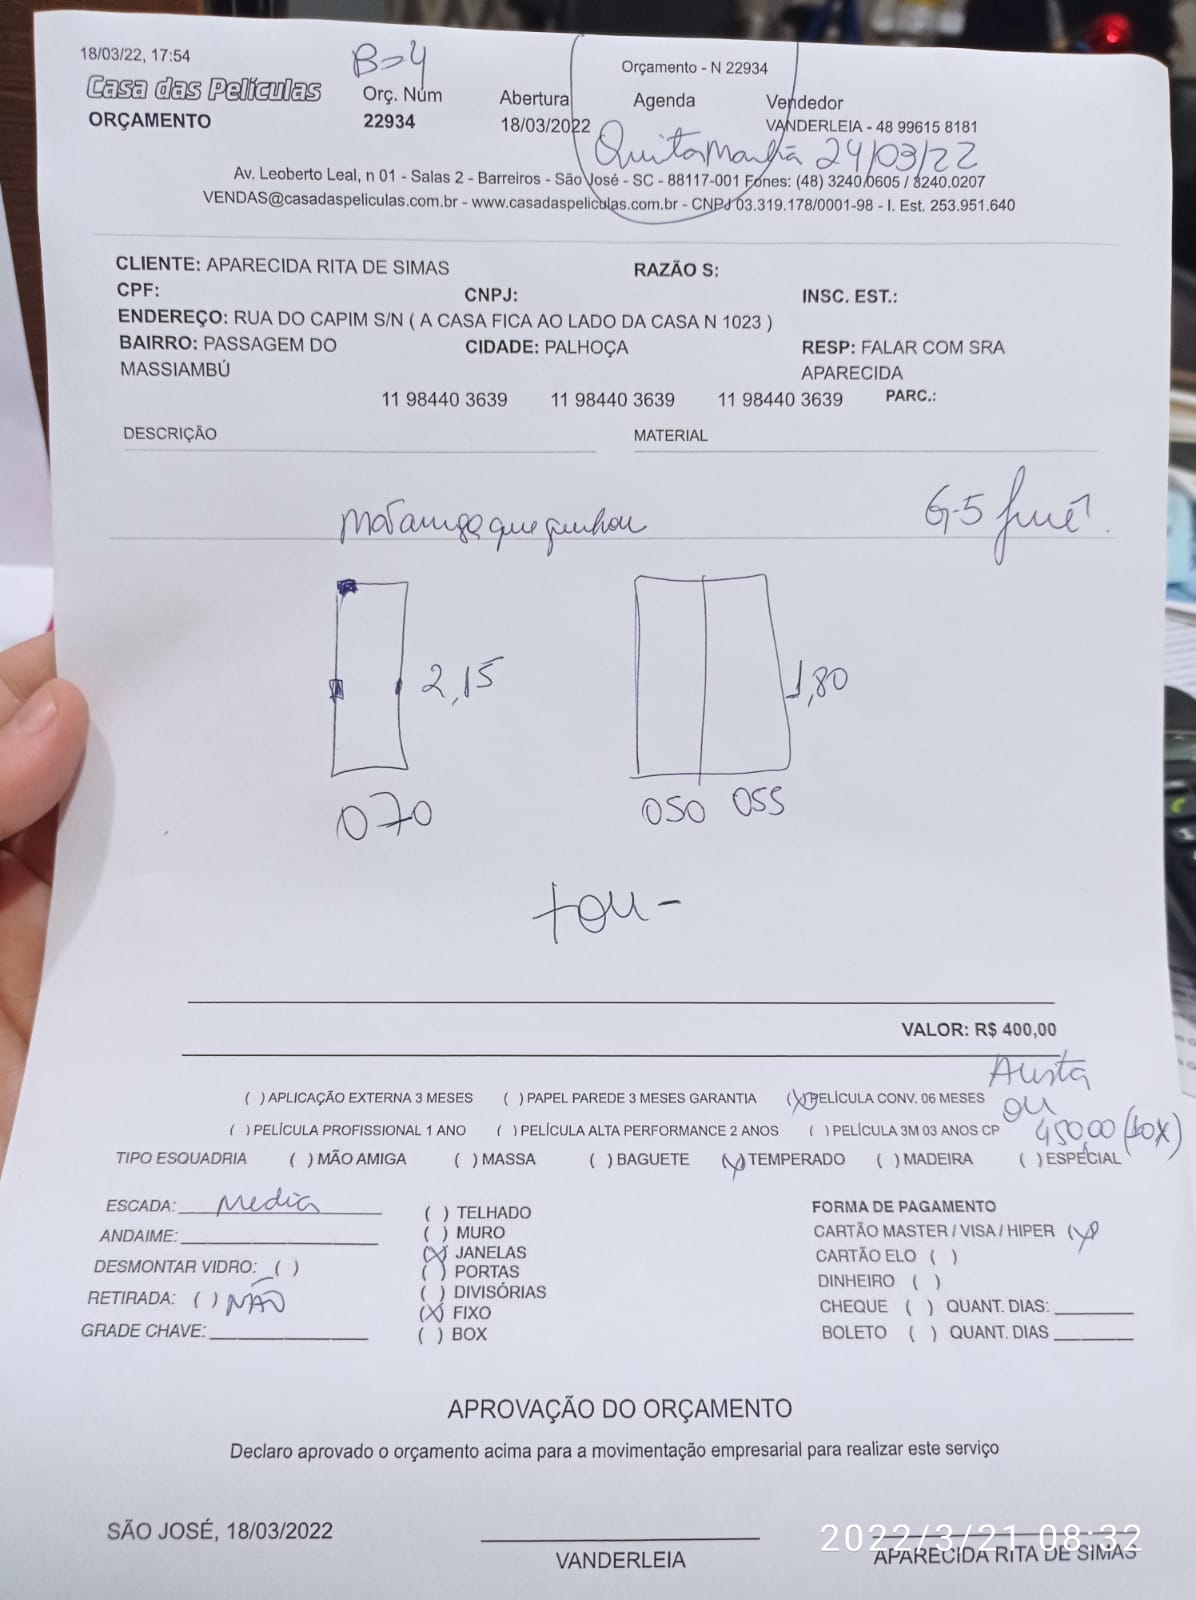 18/03/22, 17:54
B=4
Orçamento - N 22934
Casa das Películas
Orç. Núm
Abertura
Agenda
Vendedor
ORÇAMENTO
22934
18/03/2022
VANDERLEIA - 48 99615 8181
Quinta Manhã 24/03/22
Av. Leoberto Leal, n 01 - Salas 2 - Barreiros - São José - SC - 88117-001 Fones: (48) 3240.0605 / 3240.0207
VENDAS@casadaspeliculas.com.br - www.casadaspeliculas.com.br - CNPJ 03.319.178/0001-98 - I. Est. 253.951.640
CLIENTE: APARECIDA RITA DE SIMAS
RAZÃO S:
CPF:
CNPJ:
INSC. EST.:
ENDEREÇO: RUA DO CAPIM S/N ( A CASA FICA AO LADO DA CASA N 1023 )
BAIRRO: PASSAGEM DO MASSIAMBÚ
CIDADE: PALHOÇA
RESP: FALAR COM SRA APARECIDA
11 98440 3639
11 98440 3639
11 98440 3639
PARC.:
DESCRIÇÃO
MATERIAL
G-5 fumê
que
2,15
1,80
070
050 055
VALOR: R$ 400,00
Avista
ou
450,00 (10X)
( ) APLICAÇÃO EXTERNA 3 MESES
( ) PAPEL PAREDE 3 MESES GARANTIA
(X) PELÍCULA CONV. 06 MESES
( ) PELÍCULA PROFISSIONAL 1 ANO
( ) PELÍCULA ALTA PERFORMANCE 2 ANOS
( ) PELÍCULA 3M 03 ANOS CP
TIPO ESQUADRIA
( ) MÃO AMIGA
( ) MASSA
( ) BAGUETE
(X) TEMPERADO
( ) MADEIRA
( ) ESPECIAL
ESCADA: Media
ANDAIME:
DESMONTAR VIDRO: ( )
RETIRADA: ( ) NÃO
GRADE CHAVE:
( ) TELHADO
( ) MURO
(X) JANELAS
( ) PORTAS
( ) DIVISÓRIAS
(X) FIXO
( ) BOX
FORMA DE PAGAMENTO
CARTÃO MASTER / VISA / HIPER (X)
CARTÃO ELO ( )
DINHEIRO ( )
CHEQUE ( ) QUANT. DIAS:
BOLETO ( ) QUANT. DIAS
APROVAÇÃO DO ORÇAMENTO
Declaro aprovado o orçamento acima para a movimentação empresarial para realizar este serviço
SÃO JOSÉ, 18/03/2022
VANDERLEIA
APARECIDA RITA DE SIMAS
2022/3/21 08:32